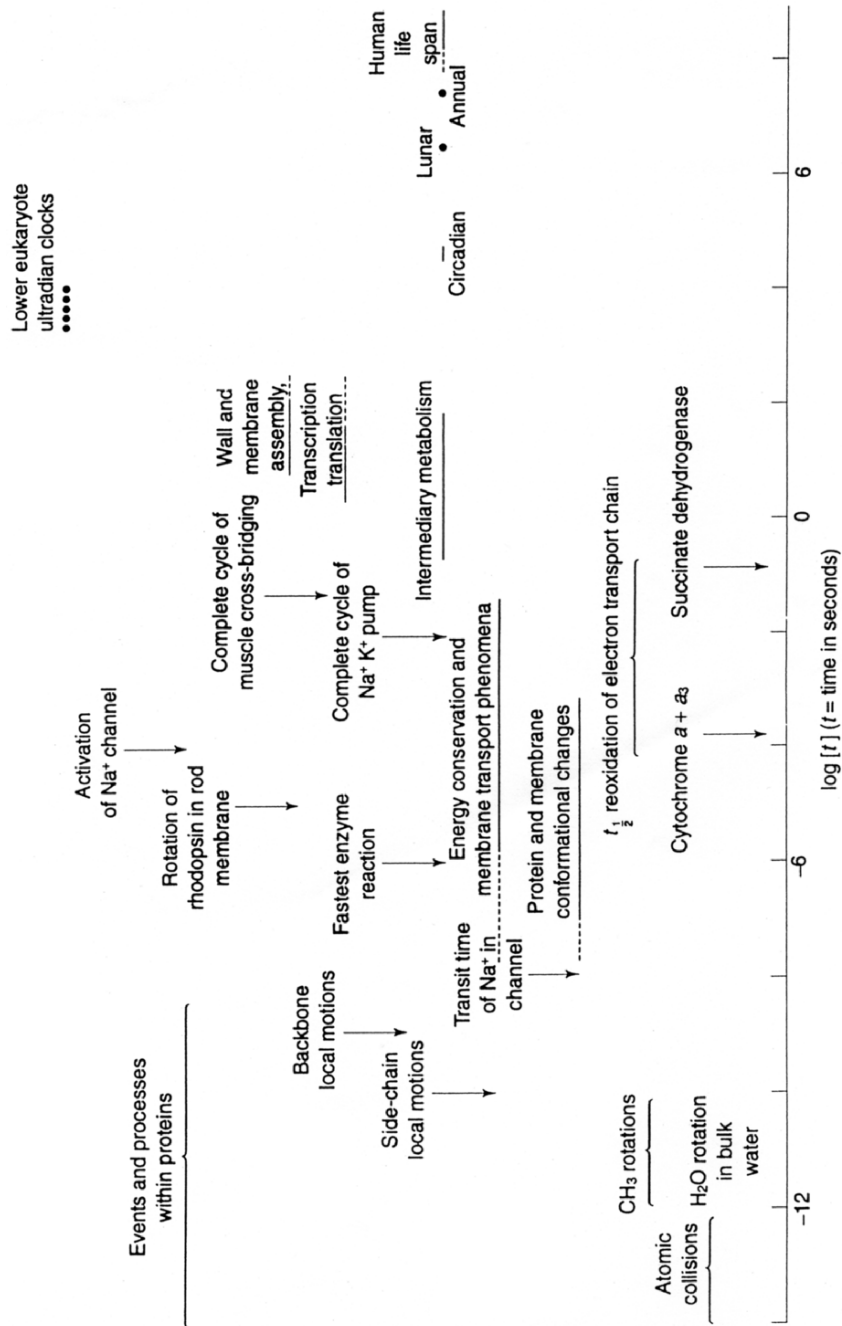 Lower eukaryote
ultradian clocks
Activation
of Na⁺ channel
Events and processes
within proteins
Rotation of
rhodopsin in rod
membrane
Complete cycle of
muscle cross-bridging
Wall and
membrane
assembly,
Transcription
translation
Backbone
local motions
Fastest enzyme
reaction
Complete cycle of
Na⁺ K⁺ pump
Side-chain
local motions
Intermediary metabolism
Human
life
span
Lunar
Annual
Circadian
Energy conservation and
membrane transport phenomena
Transit time
of Na⁺ in
channel
Protein and membrane
conformational changes
t½ reoxidation of electron transport chain
CH₃ rotations
Cytochrome a + a₃
Succinate dehydrogenase
H₂O rotation
in bulk
water
Atomic
collisions
−12
−6
0
6
log [t] (t = time in seconds)